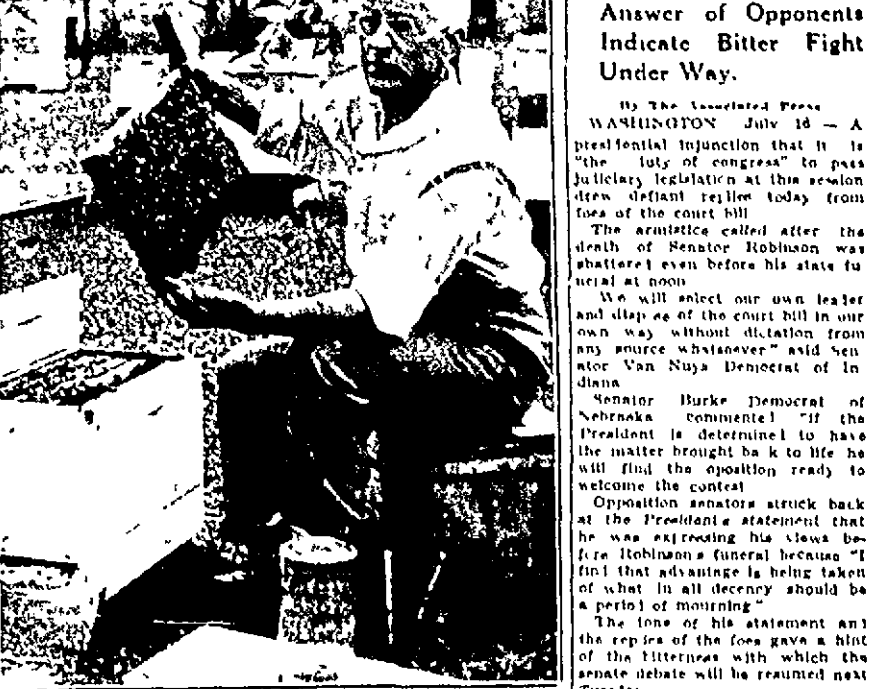 Answer of Opponents
Indicate Bitter Fight
Under Way.
By The Associated Press
WASHINGTON July 16 — A
presidential injunction that it is
"the duty of congress" to pass
judiciary legislation at this session
drew defiant replies today from
foes of the court bill
The armistice called after the
death of Senator Robinson was
shattered even before his state fu
neral at noon
We will select our own leader
and dispose of the court bill in our
own way without dictation from
any source whatsoever" said Sen
ator Van Nuys Democrat of In
diana
Senator Burke Democrat of
Nebraska commented "If the
President is determined to have
the matter brought back to life he
will find the oposition ready to
welcome the contest
Opposition senators struck back
at the Presidents statement that
he was expressing his views be-
fore Robinsons funeral because "I
find that advantage is being taken
of what in all decency should be
a period of mourning"
The tone of his statement and
the replies of the foes gave a hint
of the bitterness with which the
senate debate will be resumed next